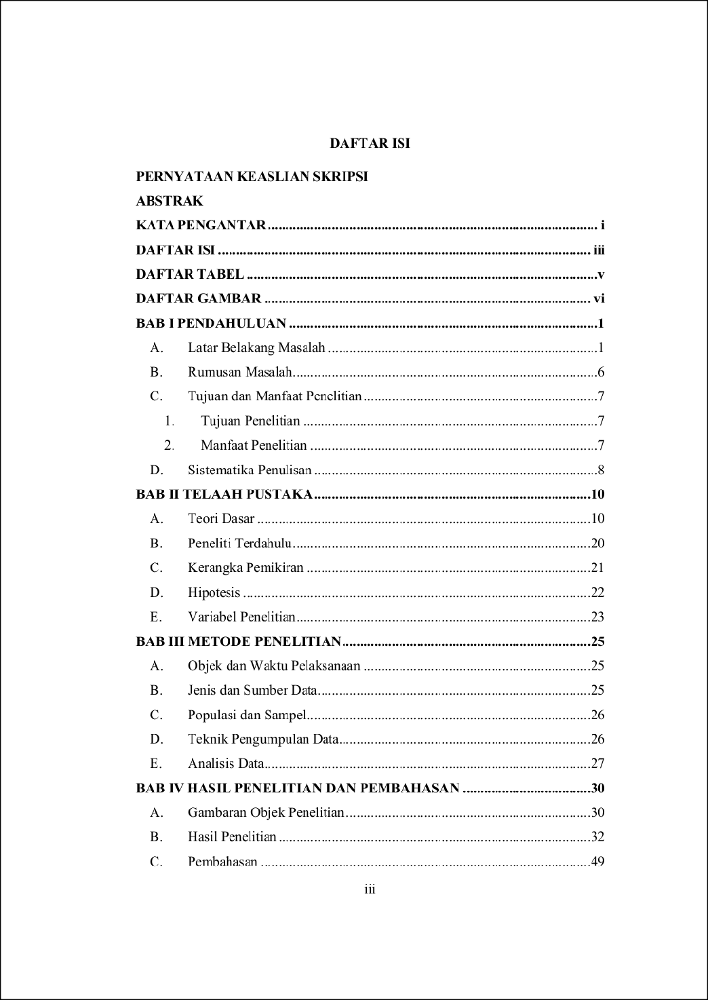 DAFTAR ISI
PERNYATAAN KEASLIAN SKRIPSI
ABSTRAK
KATA PENGANTAR ............................................................ i
DAFTAR ISI ............................................................ iii
DAFTAR TABEL ............................................................v
DAFTAR GAMBAR ............................................................ vi
BAB I PENDAHULUAN ............................................................1
A. Latar Belakang Masalah ............................................................1
B. Rumusan Masalah............................................................6
C. Tujuan dan Manfaat Penelitian............................................................7
1. Tujuan Penelitian ............................................................7
2. Manfaat Penelitian ............................................................7
D. Sistematika Penulisan ............................................................8
BAB II TELAAH PUSTAKA............................................................10
A. Teori Dasar ............................................................10
B. Peneliti Terdahulu............................................................20
C. Kerangka Pemikiran ............................................................21
D. Hipotesis ............................................................22
E. Variabel Penelitian............................................................23
BAB III METODE PENELITIAN............................................................25
A. Objek dan Waktu Pelaksanaan ............................................................25
B. Jenis dan Sumber Data............................................................25
C. Populasi dan Sampel............................................................26
D. Teknik Pengumpulan Data............................................................26
E. Analisis Data............................................................27
BAB IV HASIL PENELITIAN DAN PEMBAHASAN ....................................30
A. Gambaran Objek Penelitian............................................................30
B. Hasil Penelitian ............................................................32
C. Pembahasan ............................................................49
iii